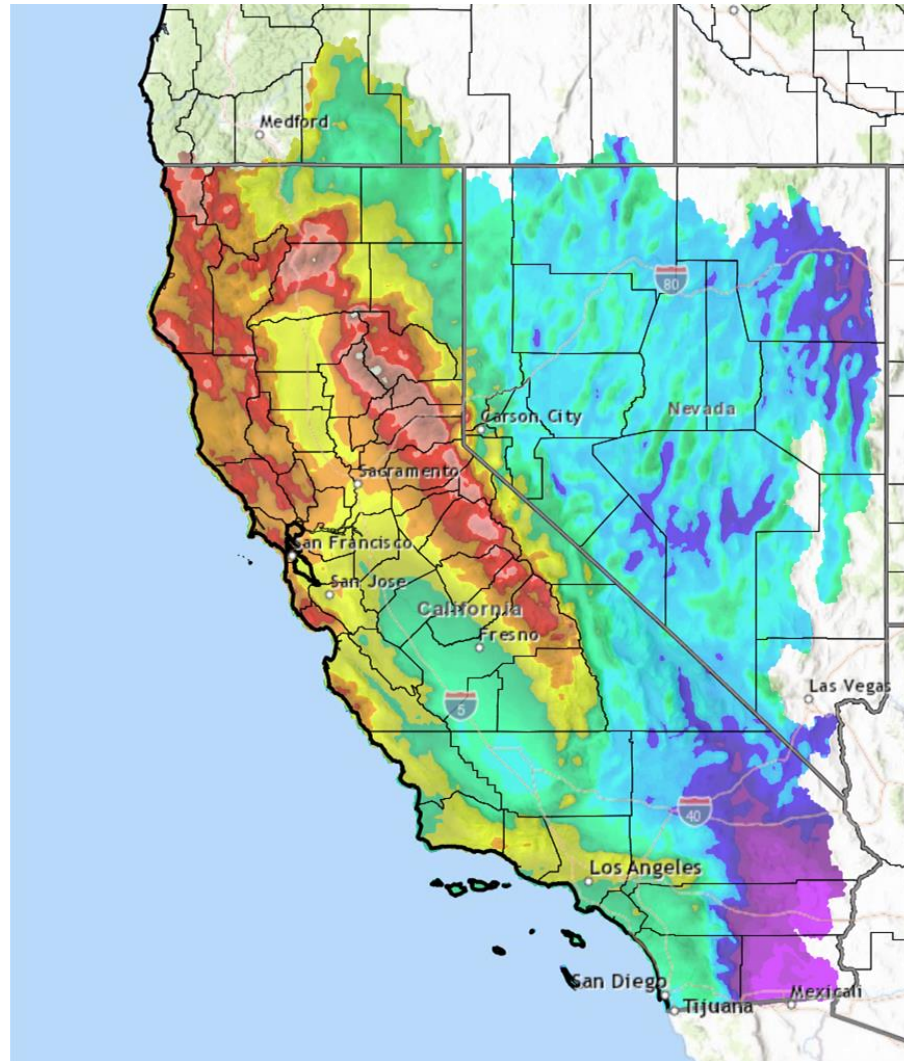 Medford
80
Carson City
Nevada
Sacramento
San Francisco
San Jose
California
Fresno
Las Vegas
5
40
Los Angeles
San Diego
Tijuana
Mexicali